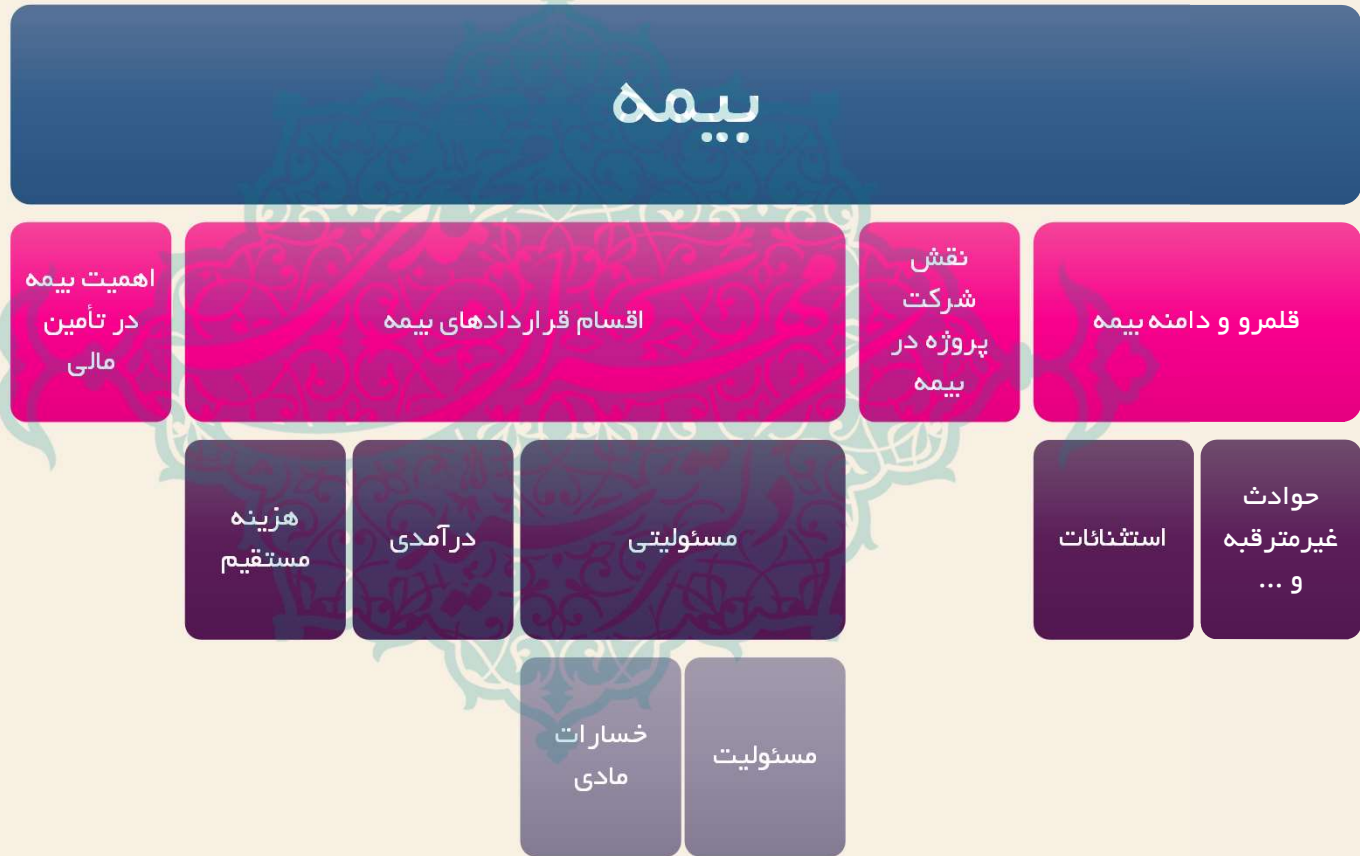 بیمه
قلمرو و دامنه بیمه
نقش
شرکت
پروژه در
بیمه
اقسام قراردادهای بیمه
اهمیت بیمه
در تأمین
مالی
حوادث
غیرمترقبه
و ...
استثنائات
مسئولیتی
درآمدی
هزینه
مستقیم
مسئولیت
خسارات
مادی